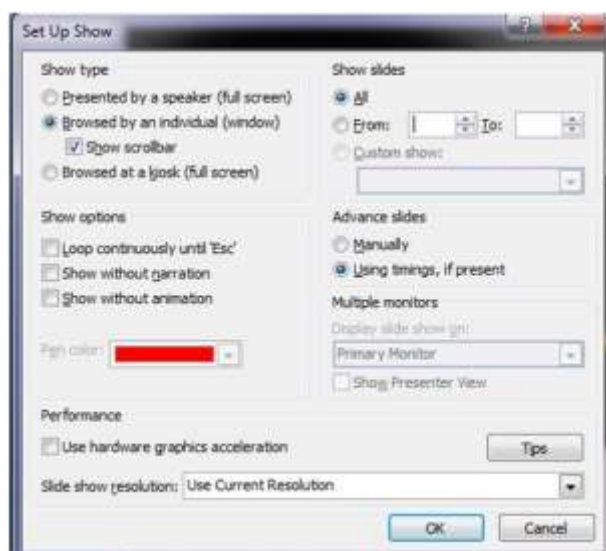 Set Up Show
Show type
Presented by a speaker (full screen)
Browsed by an individual (window)
Show scrollbar
Browsed at a kiosk (full screen)
Show slides
All
From: To:
Custom show:
Show options
Loop continuously until 'Esc'
Show without narration
Show without animation
Pen color:
Advance slides
Manually
Using timings, if present
Multiple monitors
Display slide show on:
Primary Monitor
Show Presenter View
Performance
Use hardware graphics acceleration
Tips
Slide show resolution: Use Current Resolution
OK Cancel